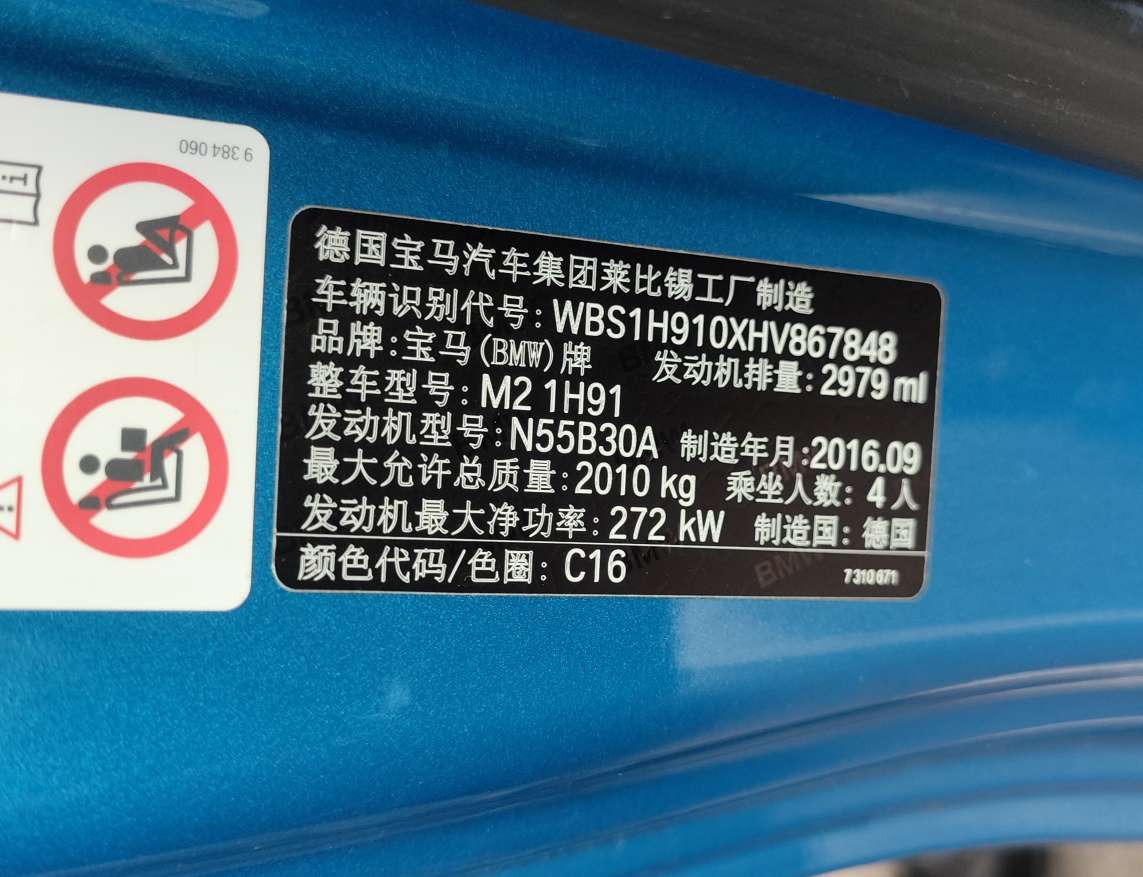 9 384 060
德国宝马汽车集团莱比锡工厂制造
车辆识别代号: WBS1H910XHV867848
品牌:宝马(BMW)牌 发动机排量: 2979 ml
整车型号: M2 1H91
发动机型号: N55B30A 制造年月:2016.09
最大允许总质量: 2010 kg 乘坐人数: 4人
发动机最大净功率: 272 kW 制造国: 德国
颜色代码/色圈: C16 7310671